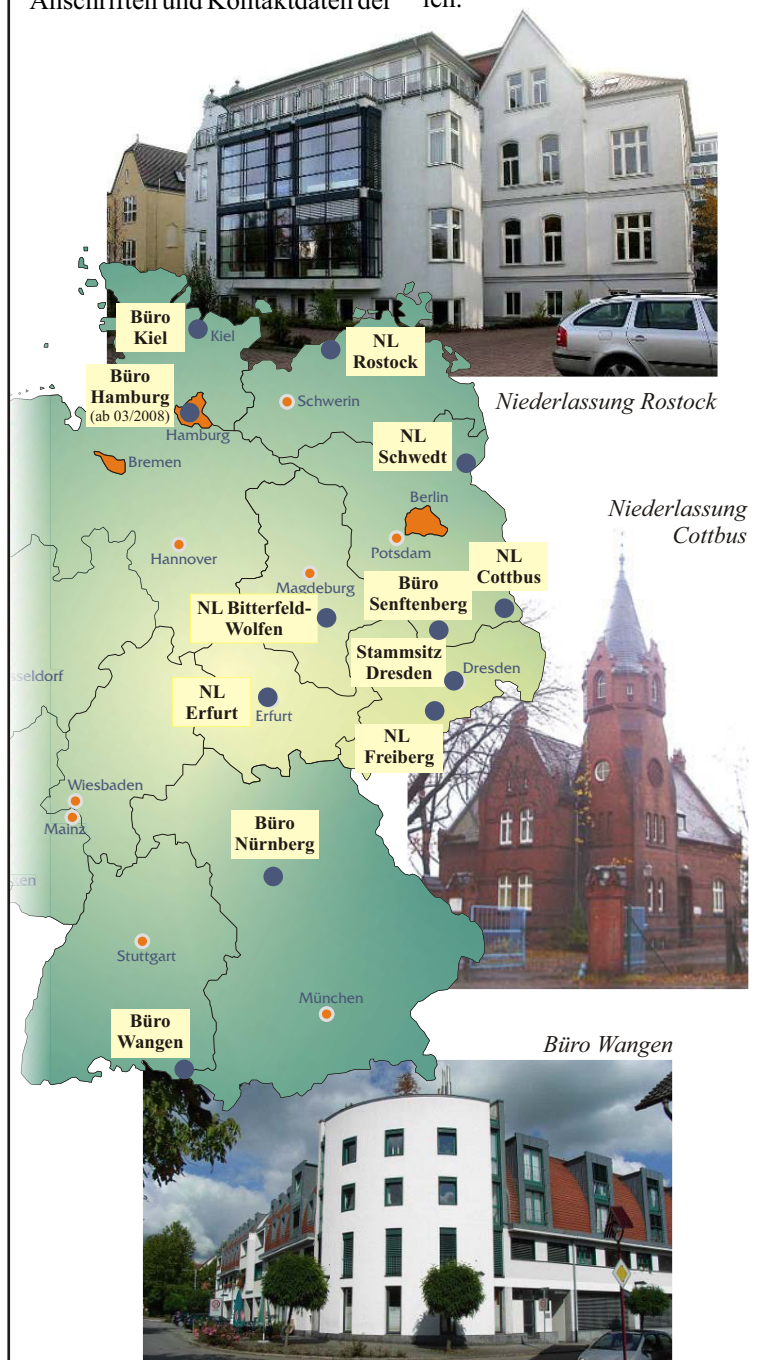 Anschriften und Kontaktdaten der
ich.
Büro
Kiel
Kiel
NL
Rostock
Büro
Hamburg
(ab 03/2008)
Hamburg
Schwerin
Niederlassung Rostock
NL
Schwedt
Bremen
Berlin
Niederlassung
Cottbus
Hannover
Potsdam
NL
Cottbus
Magdeburg
Büro
Senftenberg
NL Bitterfeld-
Wolfen
Stammsitz
Dresden
Dresden
sseldorf
NL
Erfurt
Erfurt
NL
Freiberg
Wiesbaden
Mainz
Büro
Nürnberg
ken
Stuttgart
München
Büro
Wangen
Büro Wangen